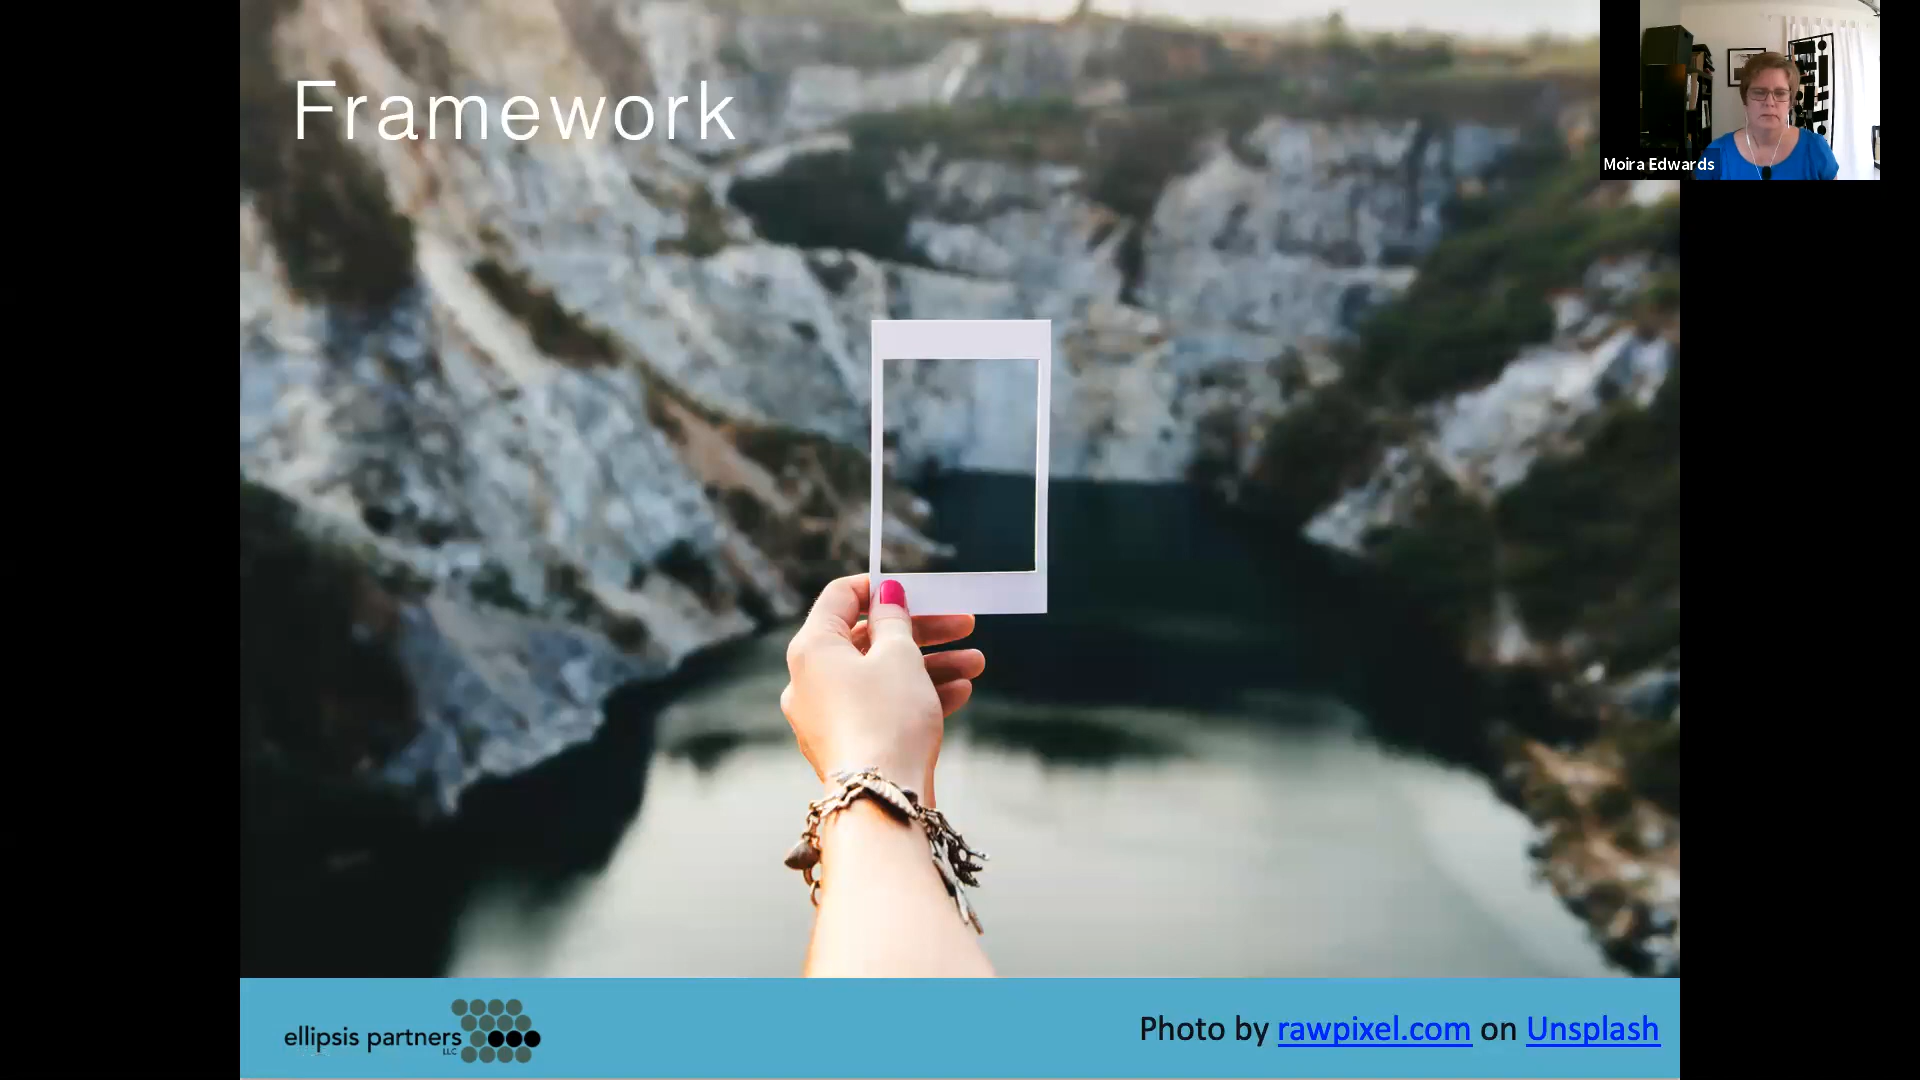 Framework
Moira Edwards
ellipsis partners
LLC
Photo by rawpixel.com on Unsplash